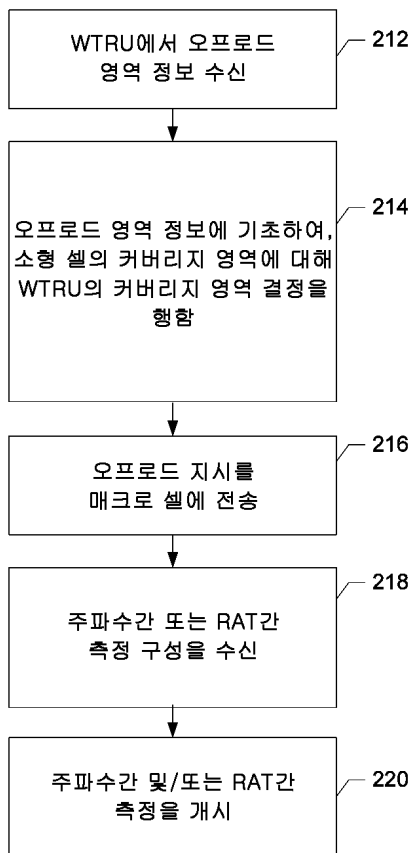 WTRU에서 오프로드
영역 정보 수신
212
오프로드 영역 정보에 기초하여,
소형 셀의 커버리지 영역에 대해
WTRU의 커버리지 영역 결정을
행함
214
오프로드 지시를
매크로 셀에 전송
216
주파수간 또는 RAT간
측정 구성을 수신
218
주파수간 및/또는 RAT간
측정을 개시
220